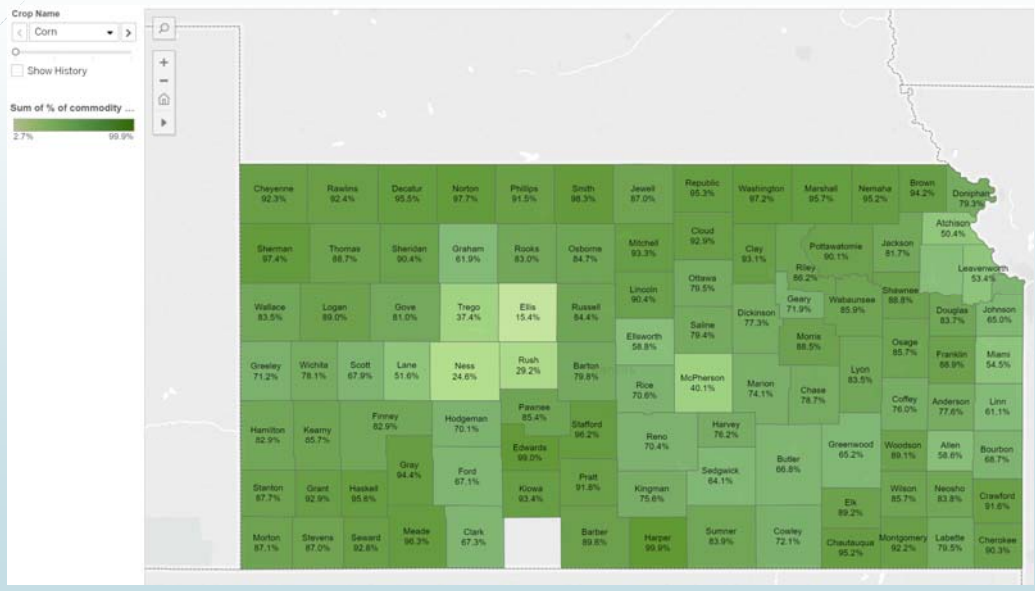 Crop Name
Corn
Show History
Sum of % of commodity ...
2.7% 99.9%
Cheyenne
92.3%
Rawlins
92.4%
Decatur
95.5%
Norton
97.7%
Phillips
91.5%
Smith
98.3%
Jewell
87.0%
Republic
95.3%
Washington
97.2%
Marshall
95.7%
Nemaha
95.2%
Brown
94.2%
Doniphan
79.3%
Atchison
50.4%
Sherman
97.4%
Thomas
88.7%
Sheridan
90.4%
Graham
61.9%
Rooks
83.0%
Osborne
84.7%
Mitchell
93.3%
Cloud
92.9%
Clay
93.1%
Riley
86.2%
Pottawatomie
90.1%
Jackson
81.7%
Leavenworth
53.4%
Ottawa
79.5%
Wallace
83.5%
Logan
89.0%
Gove
81.0%
Trego
37.4%
Ellis
15.4%
Russell
84.4%
Lincoln
90.4%
Saline
79.4%
Dickinson
77.3%
Geary
71.9%
Wabaunsee
85.9%
Shawnee
88.8%
Douglas
83.7%
Johnson
65.0%
Ellsworth
58.8%
Morris
88.5%
Osage
85.7%
Franklin
68.9%
Miami
54.5%
Greeley
71.2%
Wichita
78.1%
Scott
67.9%
Lane
51.6%
Ness
24.6%
Rush
29.2%
Barton
79.8%
Rice
70.6%
McPherson
40.1%
Marion
74.1%
Chase
78.7%
Lyon
83.5%
Coffey
76.0%
Anderson
77.6%
Linn
61.1%
Hamilton
82.9%
Kearny
85.7%
Finney
82.9%
Hodgeman
70.1%
Pawnee
85.4%
Stafford
96.2%
Edwards
99.0%
Reno
70.4%
Harvey
76.2%
Butler
66.8%
Greenwood
65.2%
Woodson
89.1%
Allen
58.6%
Bourbon
68.7%
Gray
94.4%
Ford
67.1%
Kiowa
93.4%
Pratt
91.8%
Kingman
75.6%
Sedgwick
64.1%
Stanton
87.7%
Grant
92.9%
Haskell
95.6%
Elk
89.2%
Wilson
85.7%
Neosho
83.8%
Crawford
91.6%
Morton
87.1%
Stevens
87.0%
Seward
92.8%
Meade
96.3%
Clark
67.3%
Barber
89.8%
Harper
99.9%
Sumner
83.9%
Cowley
72.1%
Chautauqua
95.2%
Montgomery
92.2%
Labette
79.5%
Cherokee
90.3%